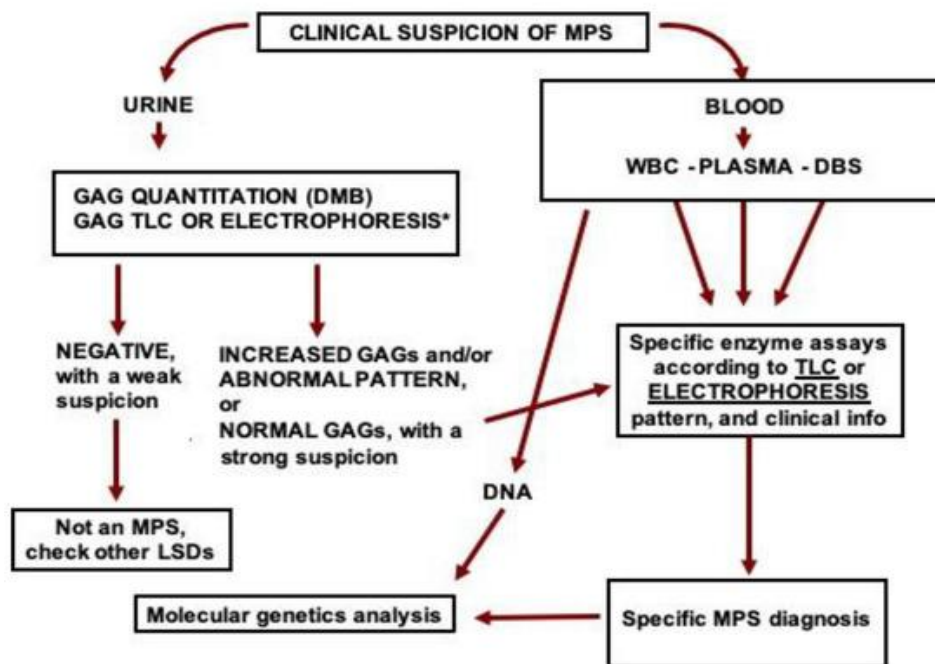 CLINICAL SUSPICION OF MPS
URINE
GAG QUANTITATION (DMB)
GAG TLC OR ELECTROPHORESIS*
NEGATIVE,
with a weak
suspicion
INCREASED GAGs and/or
ABNORMAL PATTERN,
or
NORMAL GAGs, with a
strong suspicion
Not an MPS,
check other LSDs
BLOOD
WBC - PLASMA - DBS
Specific enzyme assays
according to TLC or
ELECTROPHORESIS
pattern, and clinical info
DNA
Molecular genetics analysis
Specific MPS diagnosis